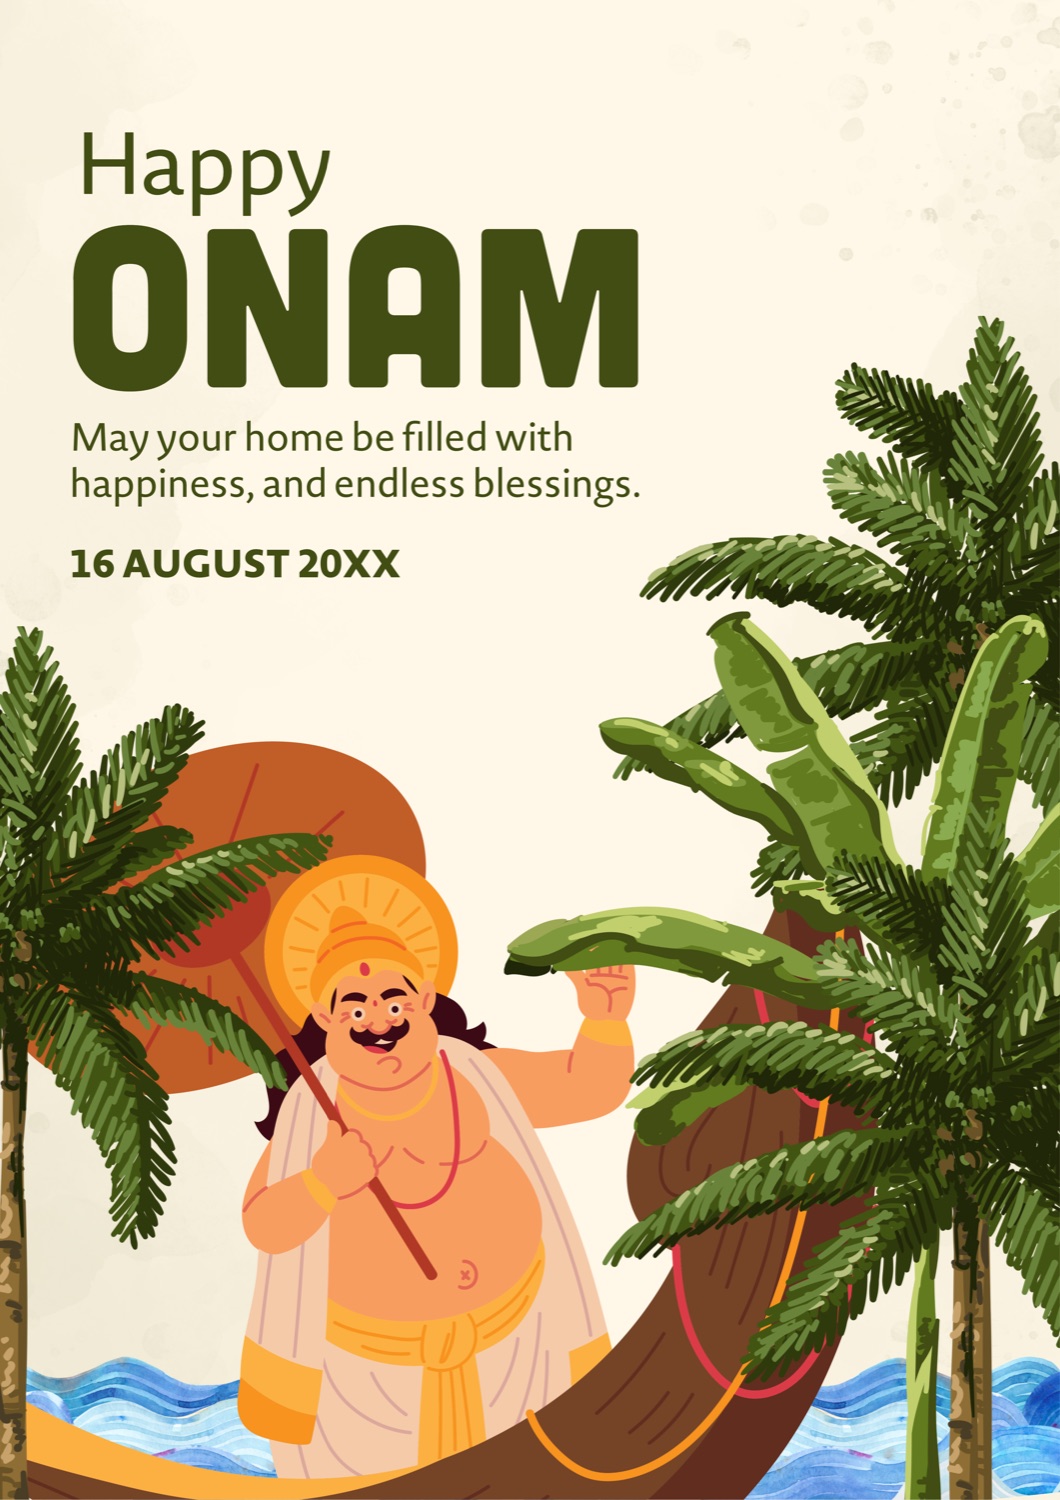 Happy
ONAM
May your home be filled with
happiness, and endless blessings.
16 AUGUST 20XX